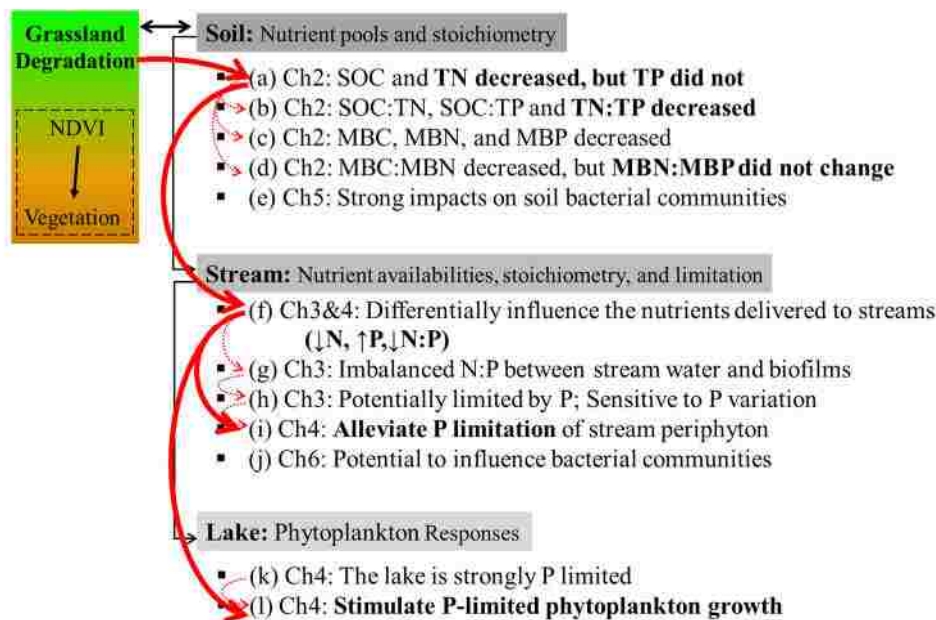 Grassland
Degradation
NDVI
Vegetation
Soil: Nutrient pools and stoichiometry
▪ (a) Ch2: SOC and TN decreased, but TP did not
▪ (b) Ch2: SOC:TN, SOC:TP and TN:TP decreased
▪ (c) Ch2: MBC, MBN, and MBP decreased
▪ (d) Ch2: MBC:MBN decreased, but MBN:MBP did not change
▪ (e) Ch5: Strong impacts on soil bacterial communities
Stream: Nutrient availabilities, stoichiometry, and limitation
▪ (f) Ch3&4: Differentially influence the nutrients delivered to streams
(↓N, ↑P,↓N:P)
▪ (g) Ch3: Imbalanced N:P between stream water and biofilms
▪ (h) Ch3: Potentially limited by P; Sensitive to P variation
▪ (i) Ch4: Alleviate P limitation of stream periphyton
▪ (j) Ch6: Potential to influence bacterial communities
Lake: Phytoplankton Responses
▪ (k) Ch4: The lake is strongly P limited
▪ (l) Ch4: Stimulate P-limited phytoplankton growth